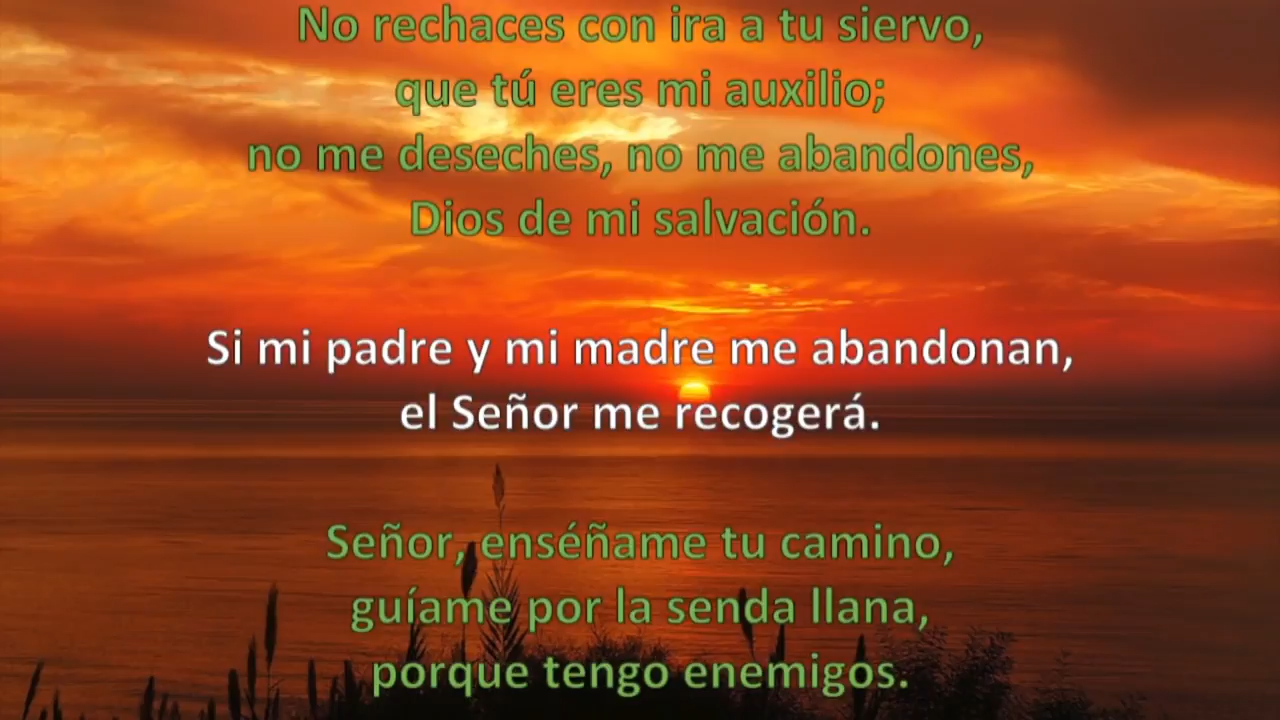 No rechaces con ira a tu siervo,
que tú eres mi auxilio;
no me deseches, no me abandones,
Dios de mi salvación.
Si mi padre y mi madre me abandonan,
el Señor me recogerá.
Señor, enséñame tu camino,
guíame por la senda llana,
porque tengo enemigos.